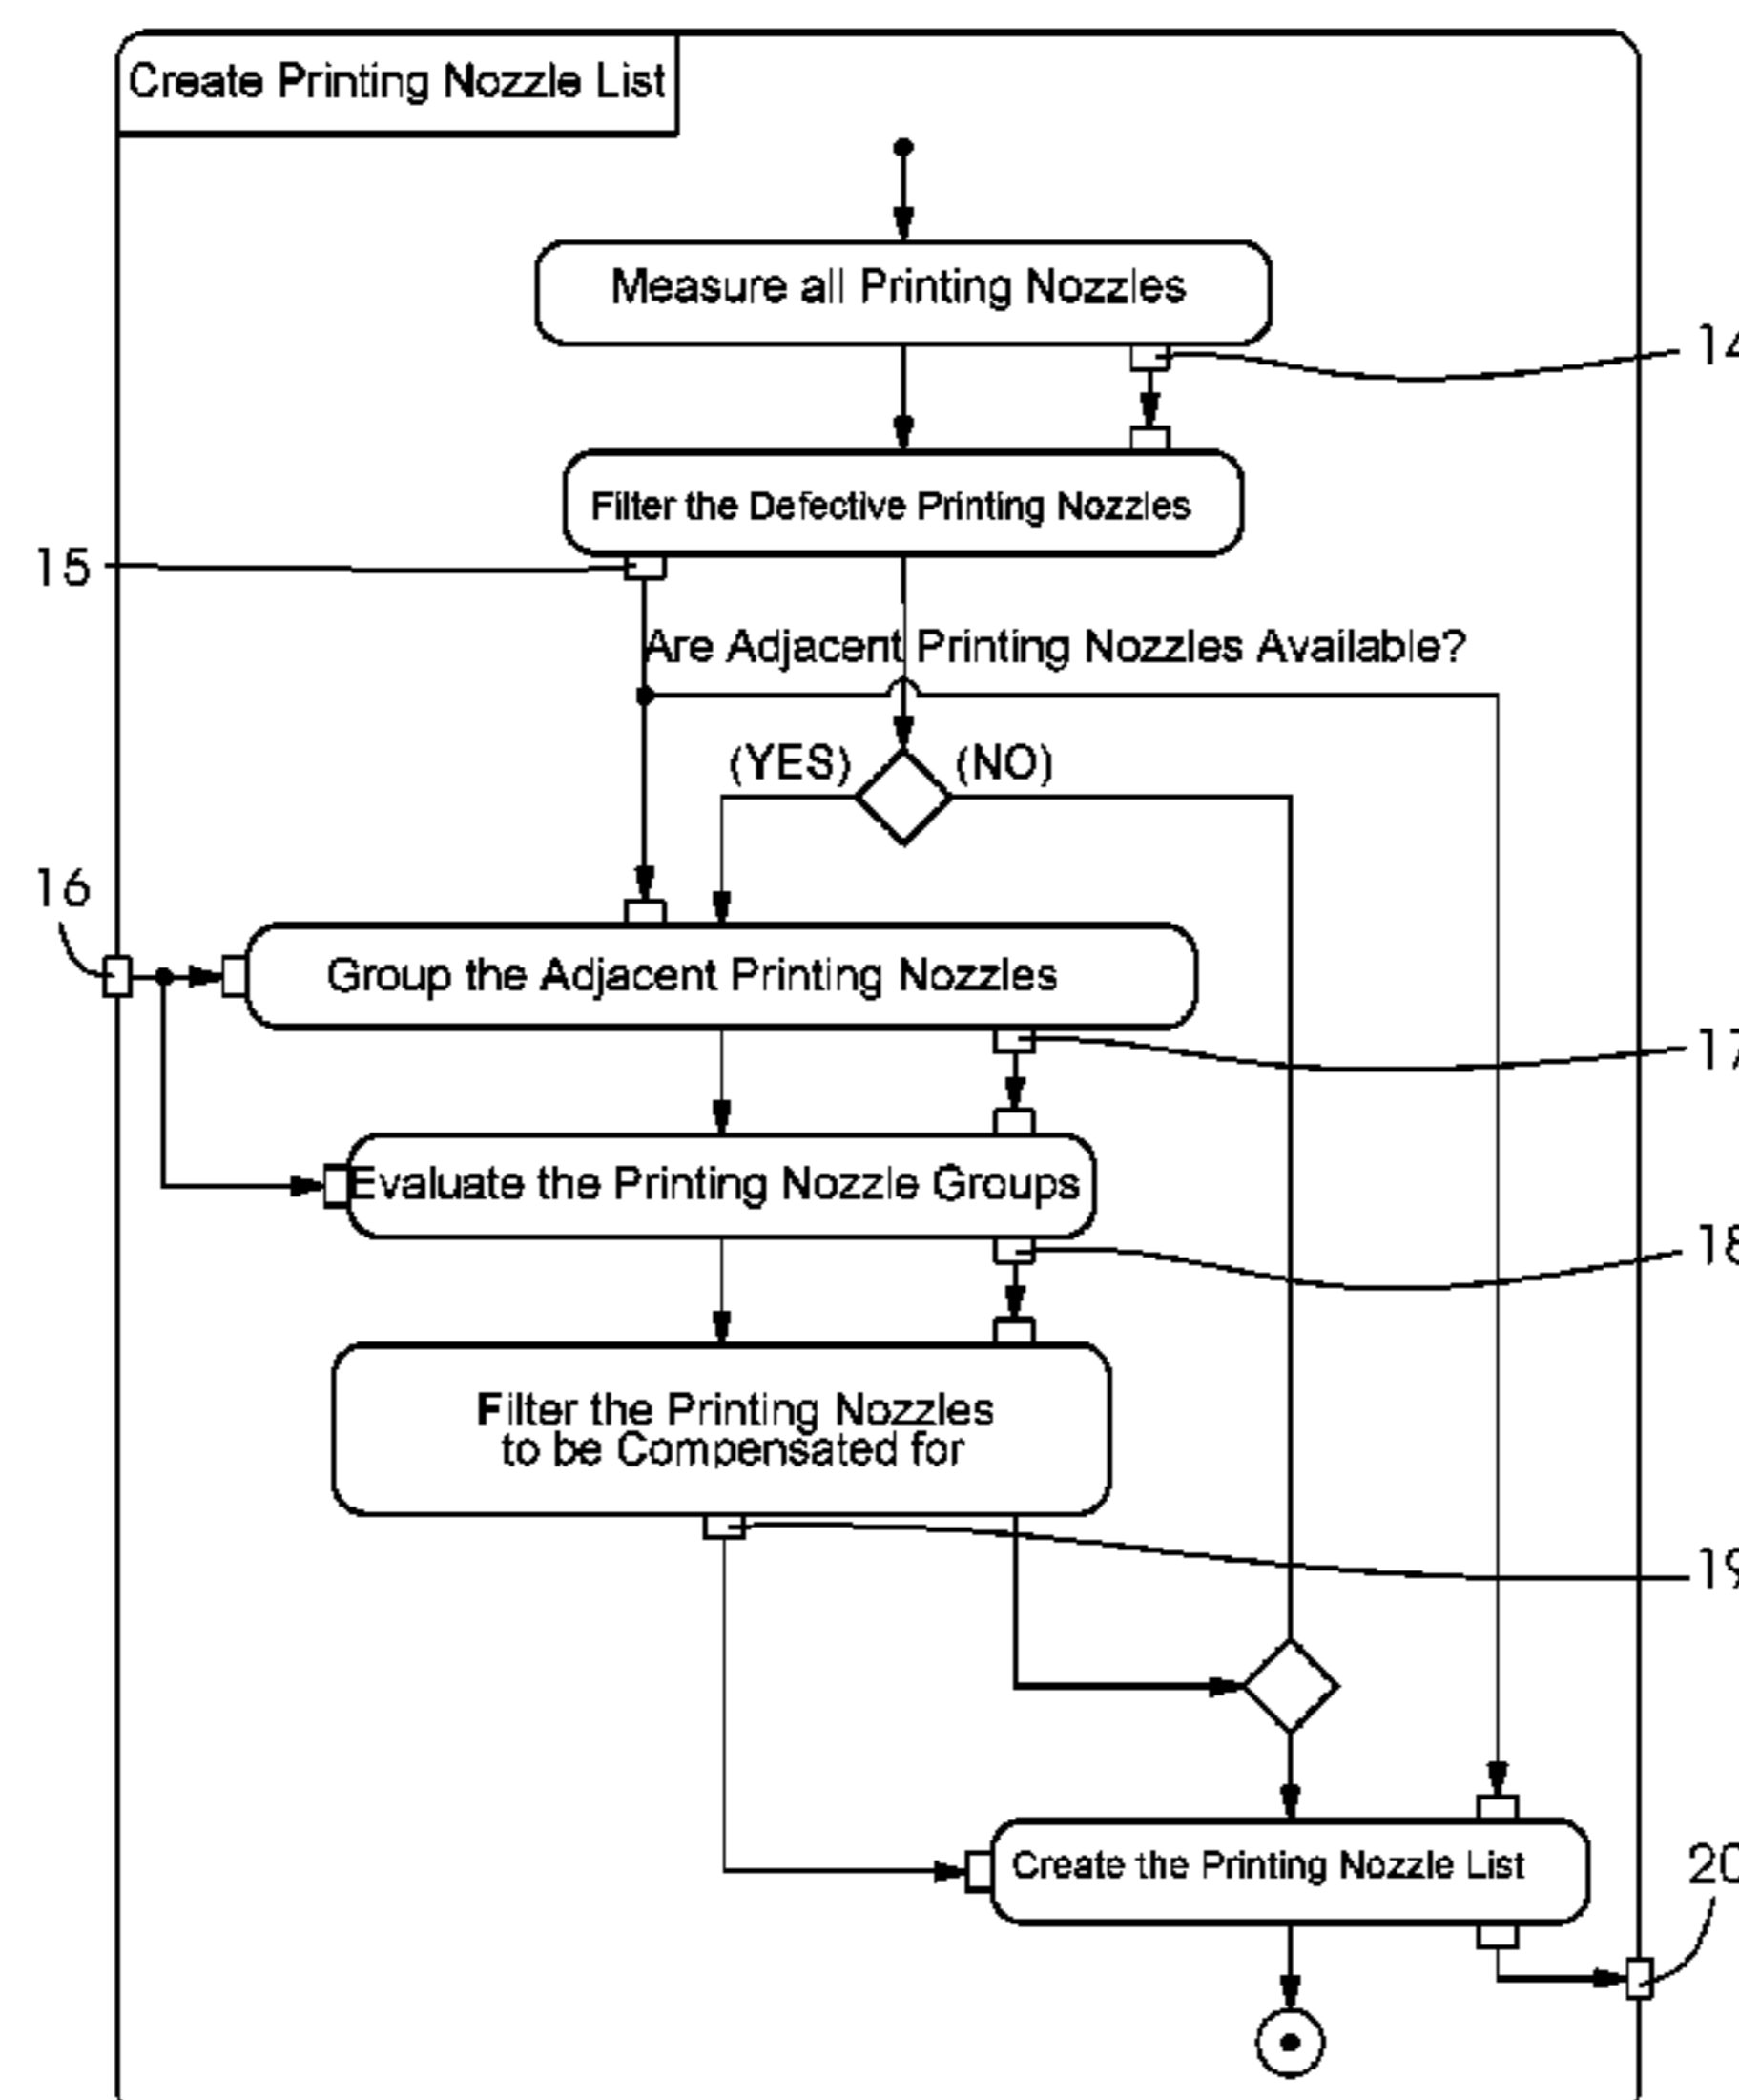 Create Printing Nozzle List
Measure all Printing Nozzles
14
Filter the Defective Printing Nozzles
15
Are Adjacent Printing Nozzles Available?
(YES)
(NO)
16
Group the Adjacent Printing Nozzles
17
Evaluate the Printing Nozzle Groups
18
Filter the Printing Nozzles
to be Compensated for
19
Create the Printing Nozzle List
20